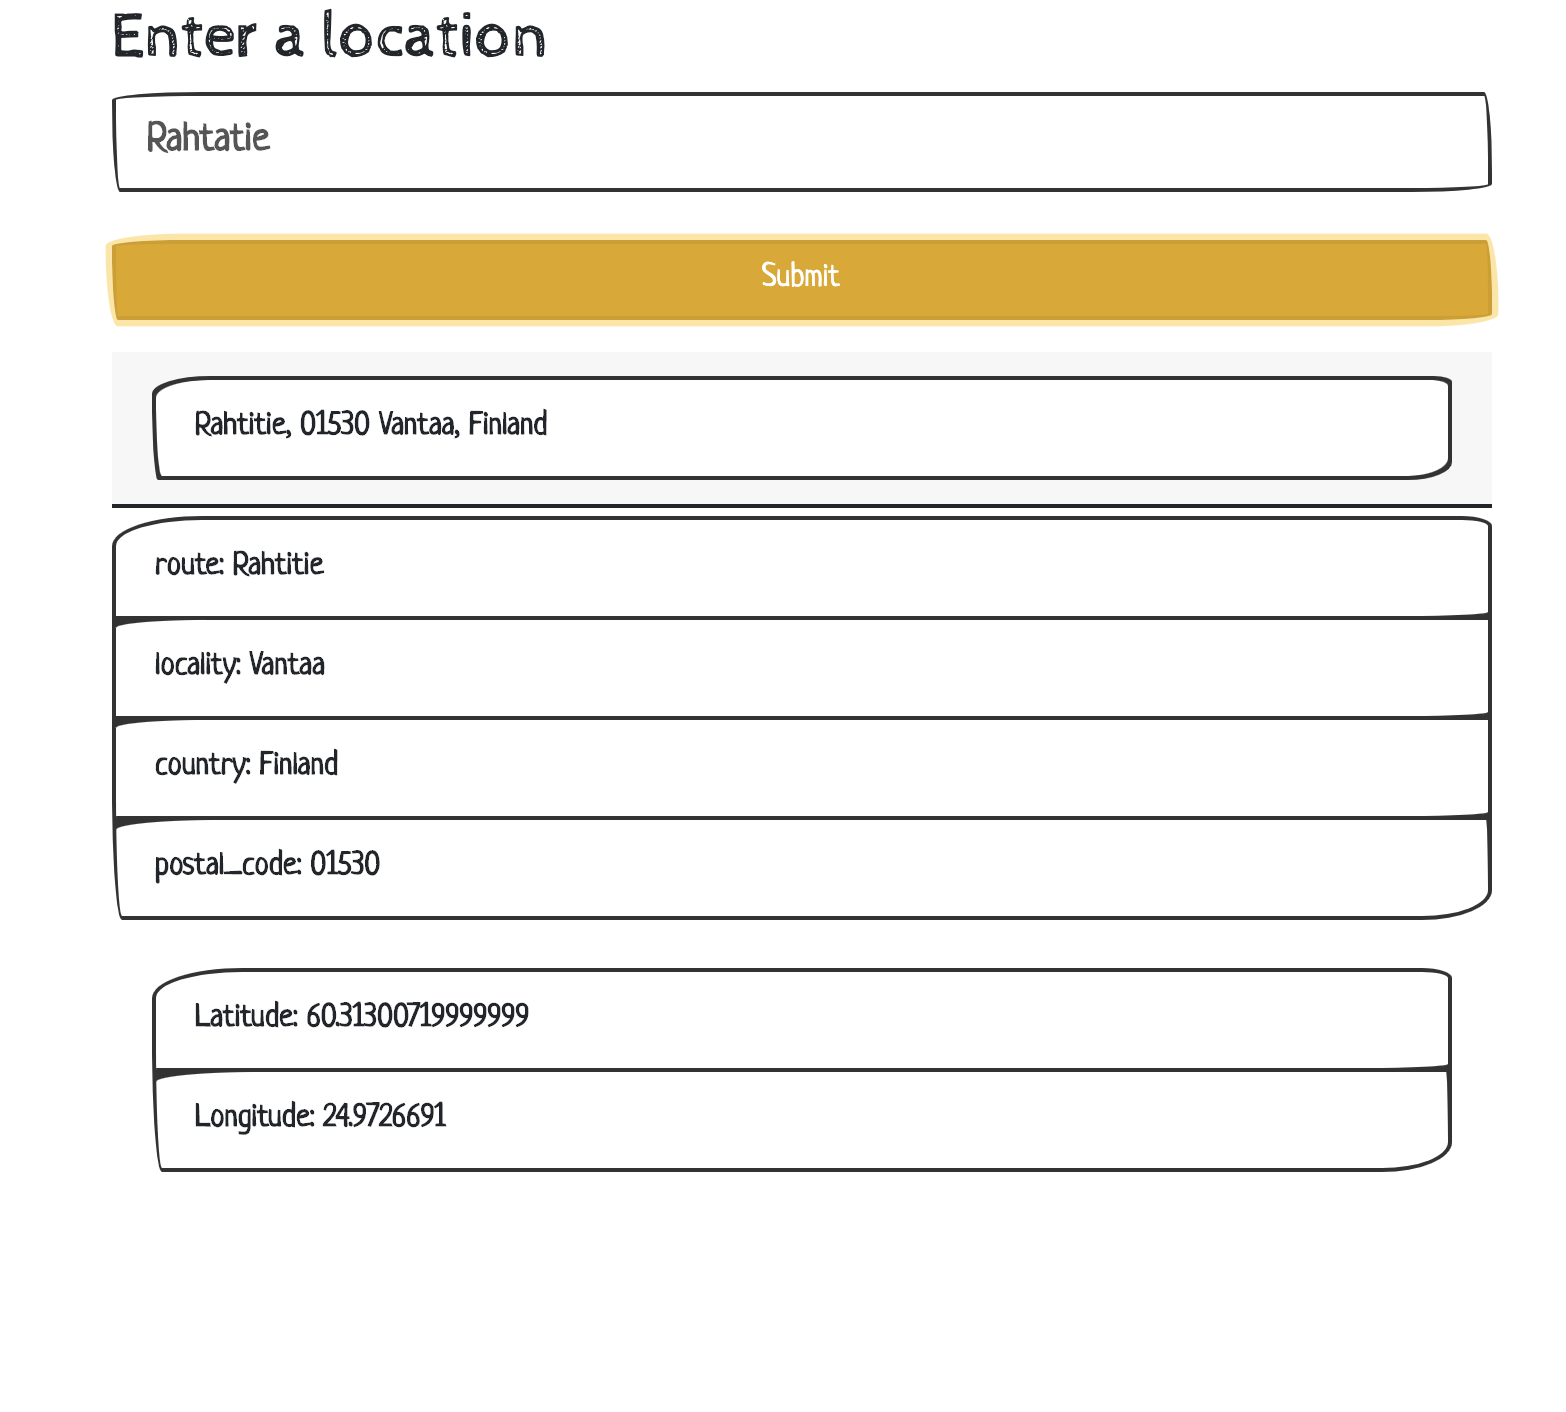 Enter a location
Rahtatie
Submit
Rahtitie, 01530 Vantaa, Finland
route: Rahtitie
locality: Vantaa
country: Finland
postal_code: 01530
Latitude: 60.31300719999999
Longitude: 24.9726691